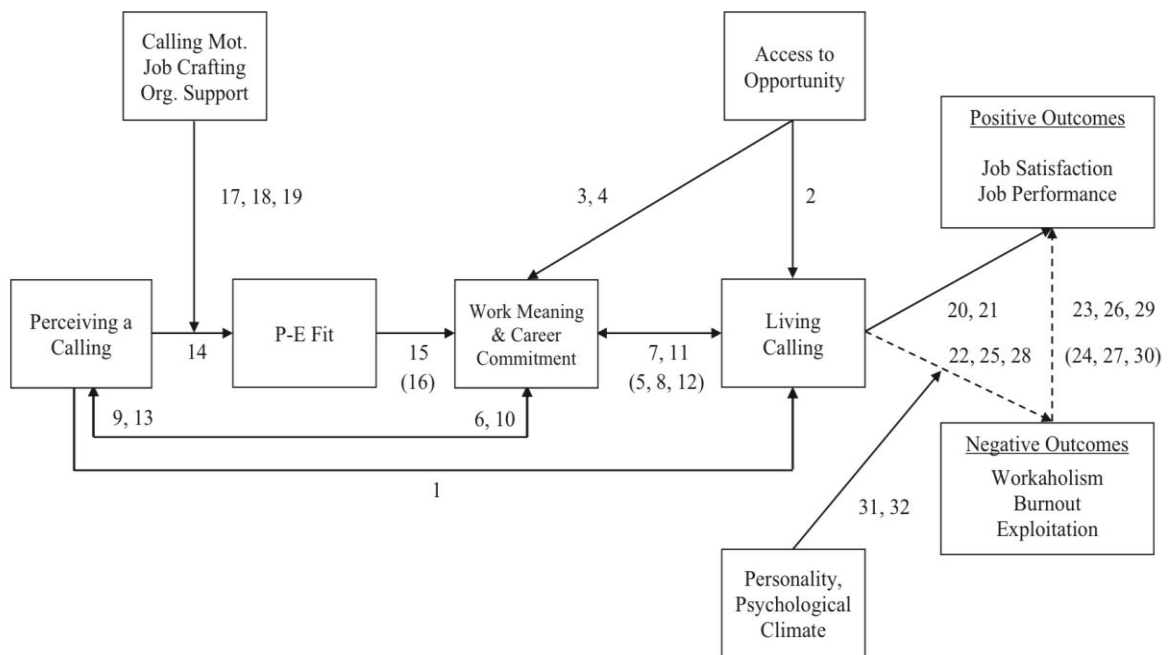 Calling Mot.
Job Crafting
Org. Support
Access to
Opportunity
Positive Outcomes
Job Satisfaction
Job Performance
17, 18, 19
3, 4
2
Perceiving a
Calling
14
P-E Fit
15
(16)
Work Meaning
& Career
Commitment
7, 11
(5, 8, 12)
Living
Calling
20, 21
22, 25, 28
23, 26, 29
(24, 27, 30)
9, 13
6, 10
1
Negative Outcomes
Workaholism
Burnout
Exploitation
31, 32
Personality,
Psychological
Climate